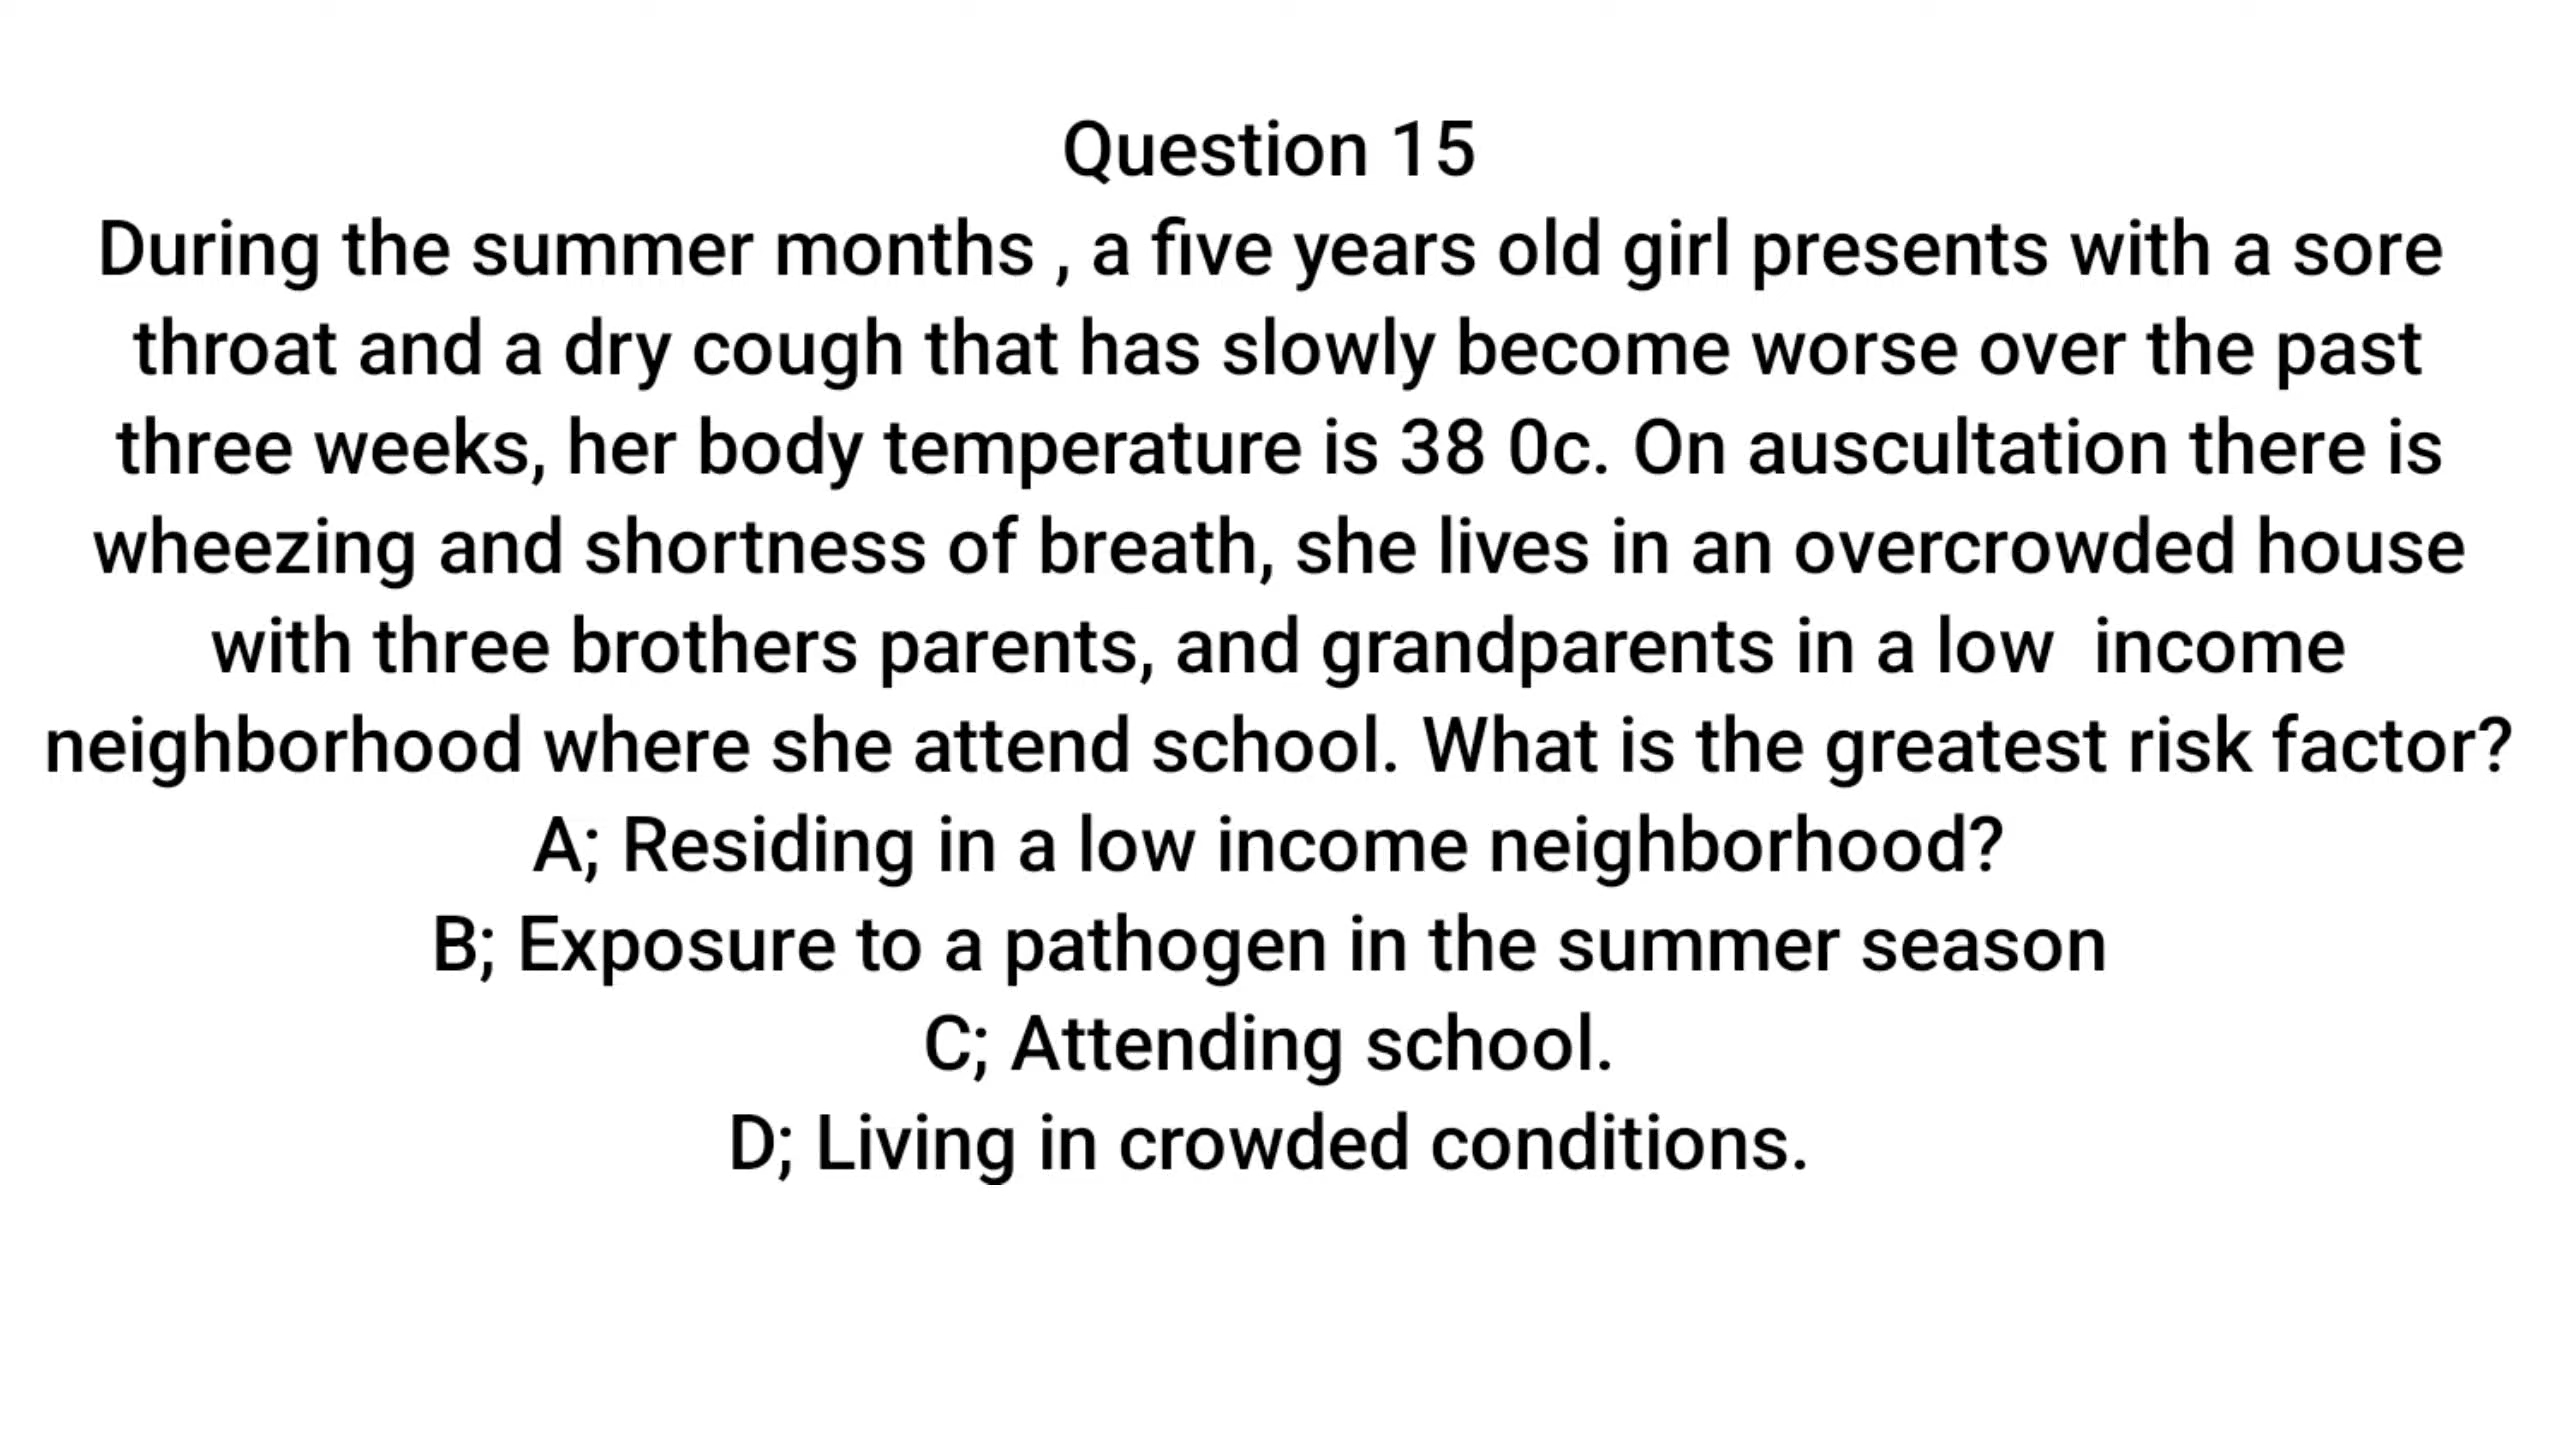 Question 15
During the summer months , a five years old girl presents with a sore
throat and a dry cough that has slowly become worse over the past
three weeks, her body temperature is 38 0c. On auscultation there is
wheezing and shortness of breath, she lives in an overcrowded house
with three brothers parents, and grandparents in a low  income
neighborhood where she attend school. What is the greatest risk factor?
A; Residing in a low income neighborhood?
B; Exposure to a pathogen in the summer season
C; Attending school.
D; Living in crowded conditions.